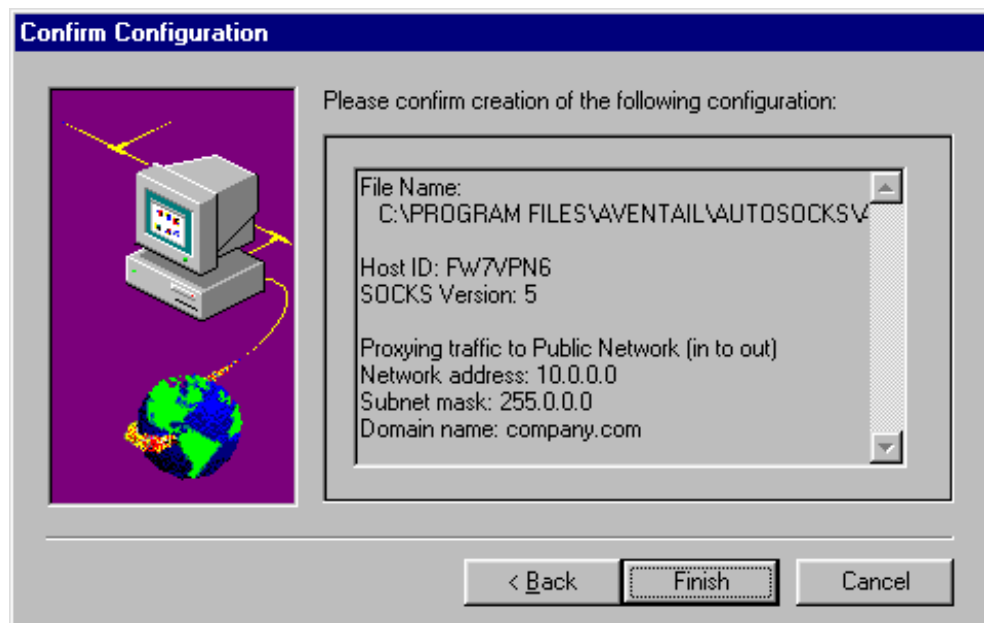 Confirm Configuration
Please confirm creation of the following configuration:
File Name:
C:\PROGRAM FILES\AVENTAIL\AUTOSOCKS\
Host ID: FW7VPN6
SOCKS Version: 5
Proxying traffic to Public Network (in to out)
Network address: 10.0.0.0
Subnet mask: 255.0.0.0
Domain name: company.com
< Back
Finish
Cancel